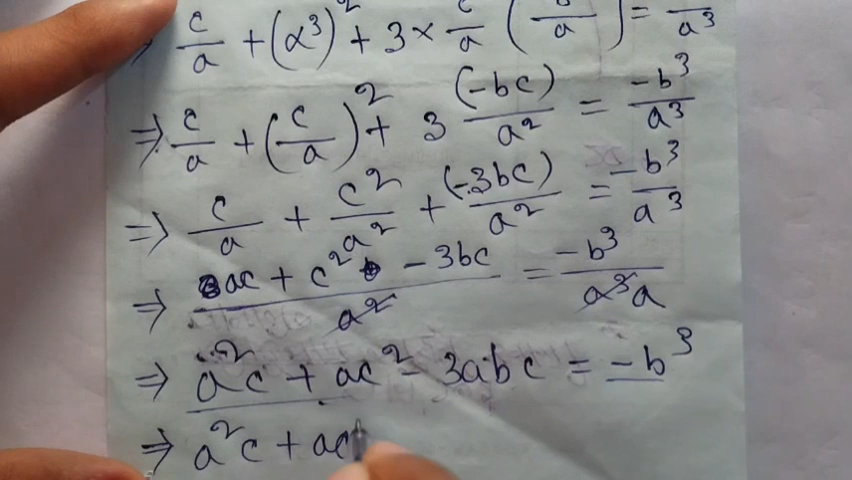 ⇒ c/a + (α³)² + 3 × c/a ( /a) = /a³
⇒ c/a + (c/a)² + 3 (-bc)/a² = -b³/a³
⇒ c/a + c²/a² + (-3bc)/a² = -b³/a³
⇒ ac + c² - 3bc/a² = -b³/a³ a
⇒ a²c + ac² - 3abc = -b³
⇒ a²c + ac